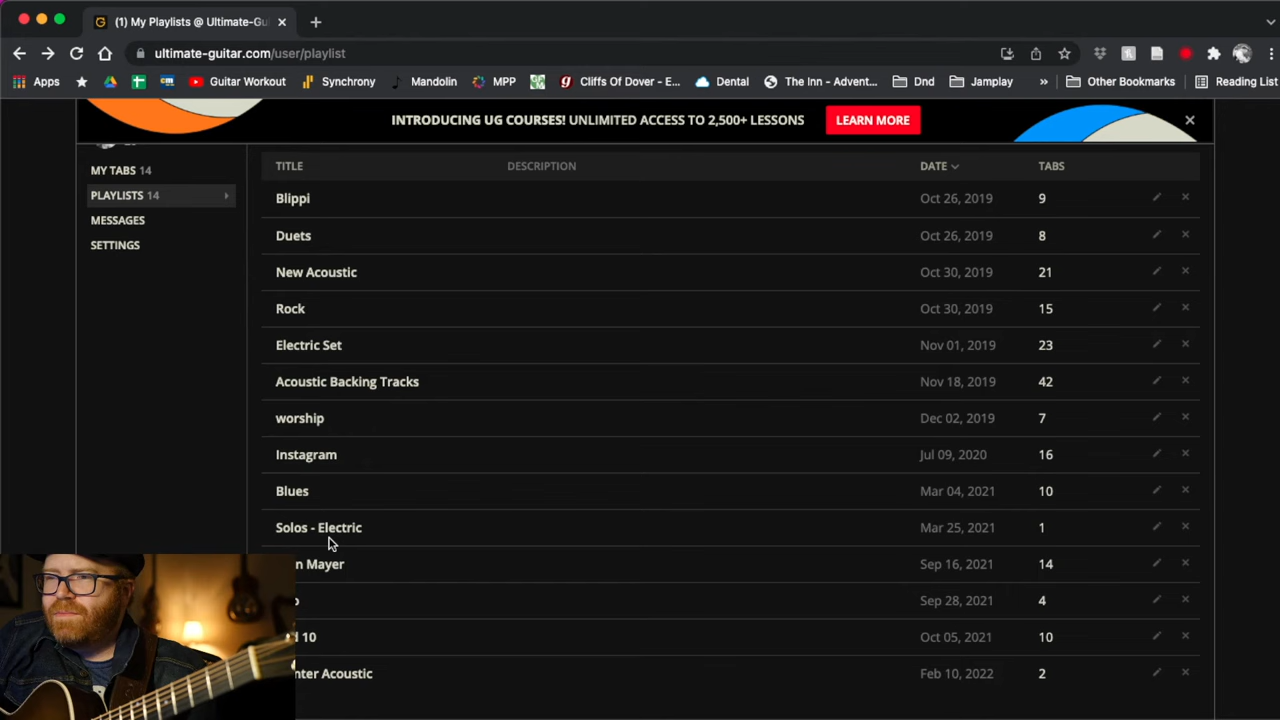 (1) My Playlists @ Ultimate-Gui
ultimate-guitar.com/user/playlist
Apps Guitar Workout Synchrony Mandolin MPP Cliffs Of Dover - E... Dental The Inn - Advent... Dnd Jamplay » Other Bookmarks Reading List
INTRODUCING UG COURSES! UNLIMITED ACCESS TO 2,500+ LESSONS LEARN MORE
MY TABS 14
PLAYLISTS 14
MESSAGES
SETTINGS
TITLE DESCRIPTION DATE TABS
Blippi Oct 26, 2019 9
Duets Oct 26, 2019 8
New Acoustic Oct 30, 2019 21
Rock Oct 30, 2019 15
Electric Set Nov 01, 2019 23
Acoustic Backing Tracks Nov 18, 2019 42
worship Dec 02, 2019 7
Instagram Jul 09, 2020 16
Blues Mar 04, 2021 10
Solos - Electric Mar 25, 2021 1
n Mayer Sep 16, 2021 14
Sep 28, 2021 4
10 Oct 05, 2021 10
nter Acoustic Feb 10, 2022 2